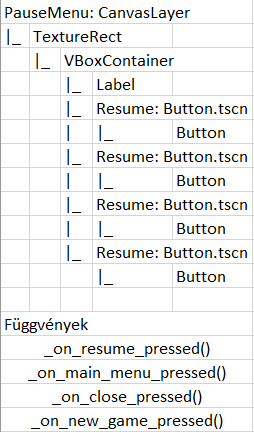 PauseMenu: CanvasLayer
|_ TextureRect
|_ VBoxContainer
|_ Label
|_ Resume: Button.tscn
| |_ Button
|_ Resume: Button.tscn
| |_ Button
|_ Resume: Button.tscn
| |_ Button
|_ Resume: Button.tscn
|_ Button
Függvények
_on_resume_pressed()
_on_main_menu_pressed()
_on_close_pressed()
_on_new_game_pressed()